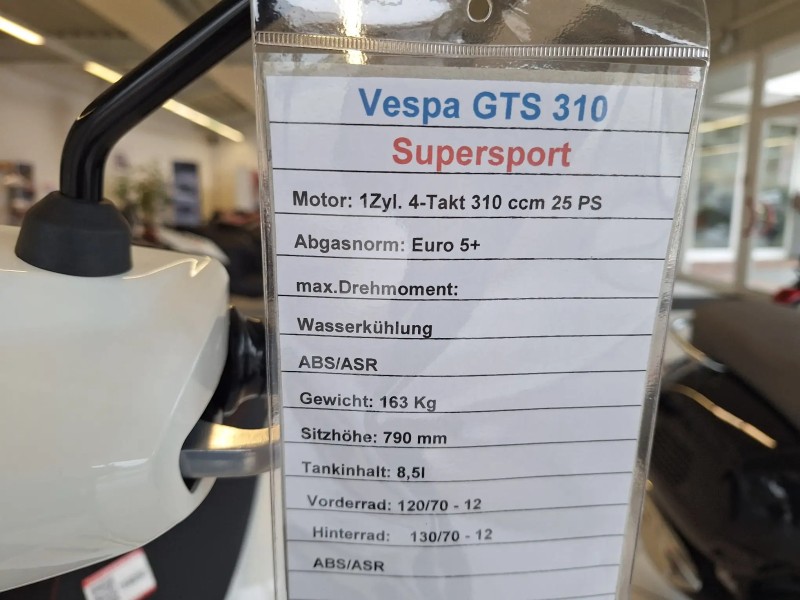 Vespa GTS 310
Supersport
Motor: 1Zyl. 4-Takt 310 ccm 25 PS
Abgasnorm: Euro 5+
max.Drehmoment:
Wasserkühlung
ABS/ASR
Gewicht: 163 Kg
Sitzhöhe: 790 mm
Tankinhalt: 8,5l
Vorderrad: 120/70 - 12
Hinterrad: 130/70 - 12
ABS/ASR